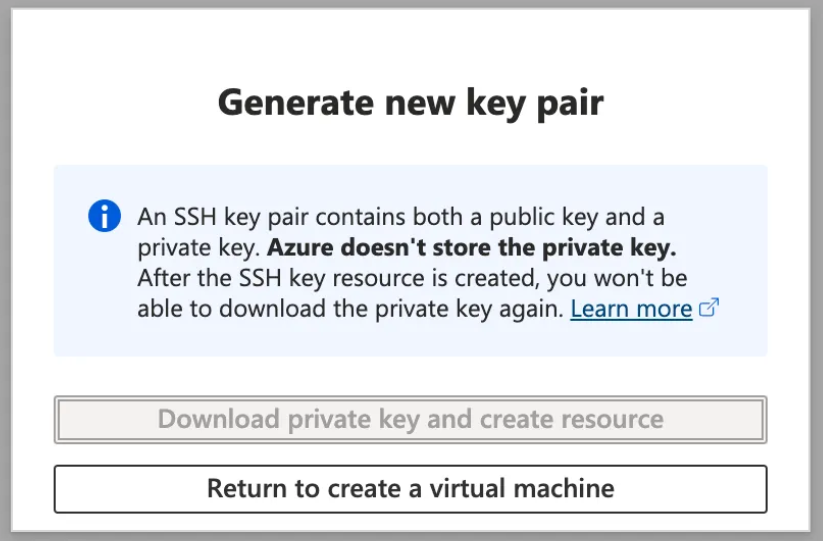 Generate new key pair
An SSH key pair contains both a public key and a
private key. Azure doesn't store the private key.
After the SSH key resource is created, you won't be
able to download the private key again. Learn more
Download private key and create resource
Return to create a virtual machine